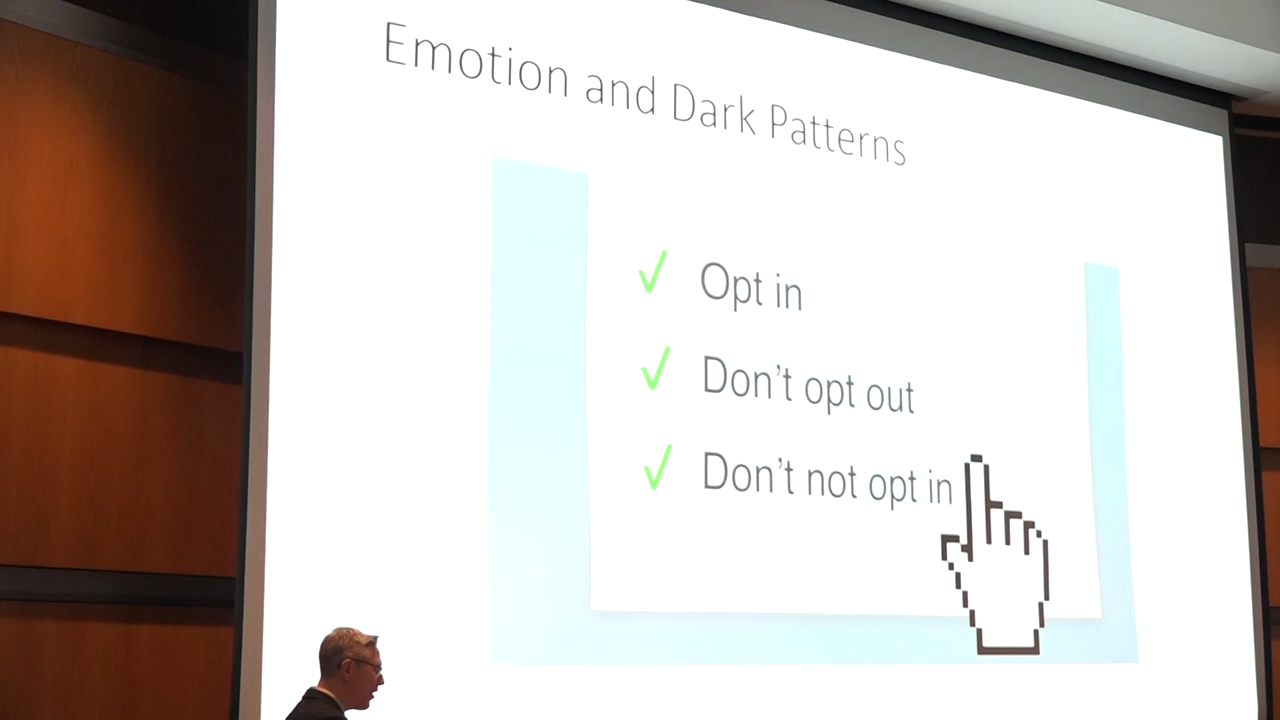 Emotion and Dark Patterns
Opt in
Don't opt out
Don't not opt in